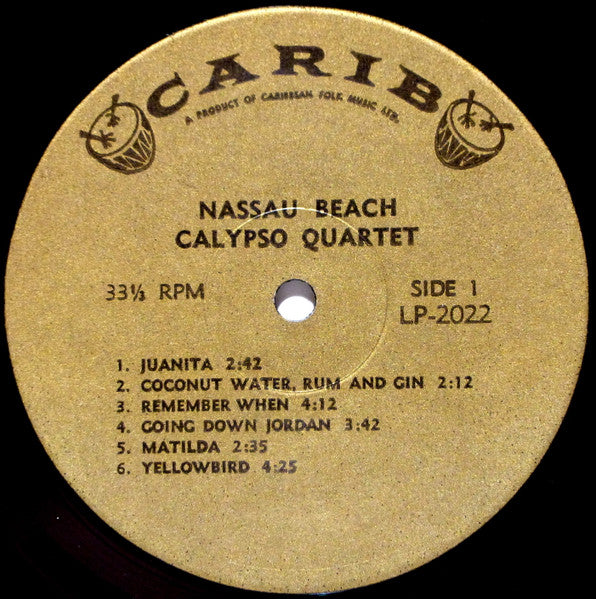 CARIB
A PRODUCT OF CARIBBEAN FOLK MUSIC LTD.
NASSAU BEACH
CALYPSO QUARTET
33⅓ RPM
SIDE 1
LP-2022
1. JUANITA 2:42
2. COCONUT WATER, RUM AND GIN 2:12
3. REMEMBER WHEN 4:12
4. GOING DOWN JORDAN 3:42
5. MATILDA 2:35
6. YELLOWBIRD 4:25